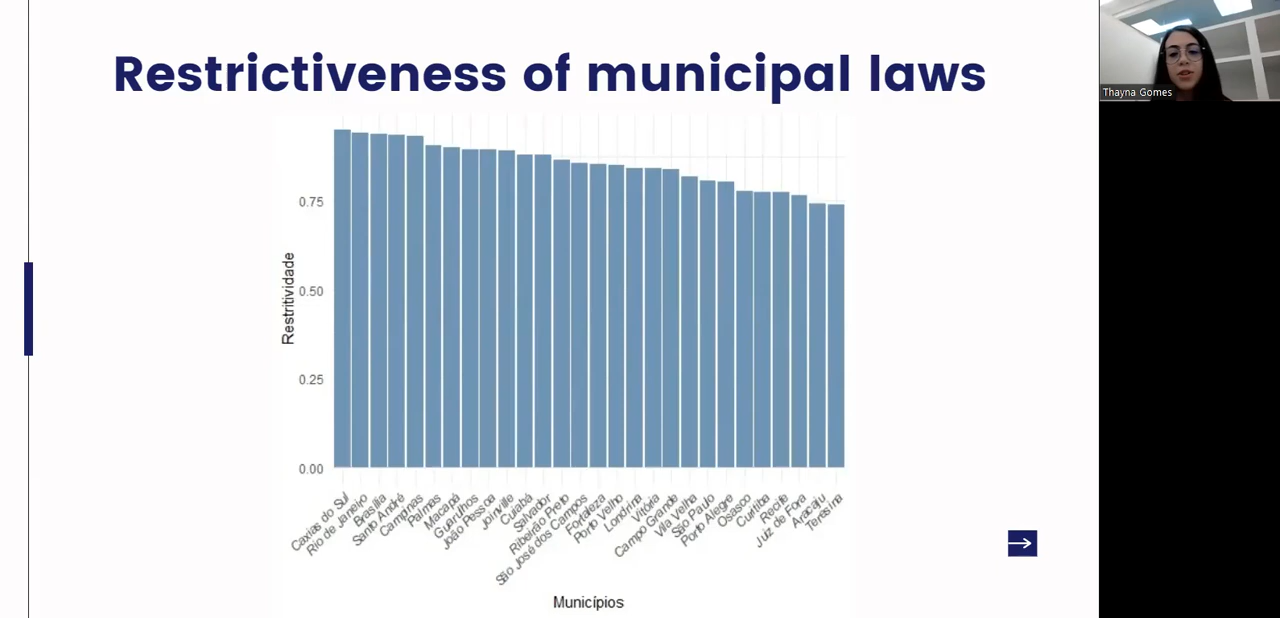 Restrictiveness of municipal laws
Thayna Gomes
Restritividade
0.75
0.50
0.25
0.00
Caxias do Sul
Rio de Janeiro
Brasília
Santo André
Campinas
Palmas
Macapá
Guarulhos
João Pessoa
Joinville
Cuiabá
Salvador
Ribeirão Preto
São José dos Campos
Fortaleza
Porto Velho
Londrina
Vitória
Campo Grande
Vila Velha
São Paulo
Porto Alegre
Osasco
Curitiba
Recife
Juiz de Fora
Aracaju
Teresina
Municípios